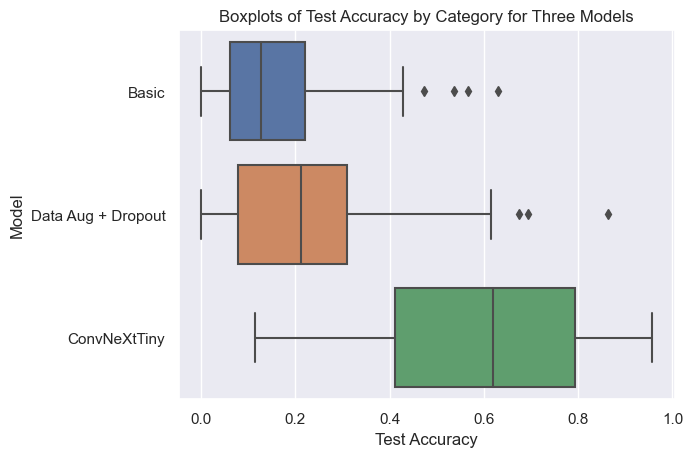 Boxplots of Test Accuracy by Category for Three Models
Model
Basic
Data Aug + Dropout
ConvNeXtTiny
0.0 0.2 0.4 0.6 0.8 1.0
Test Accuracy